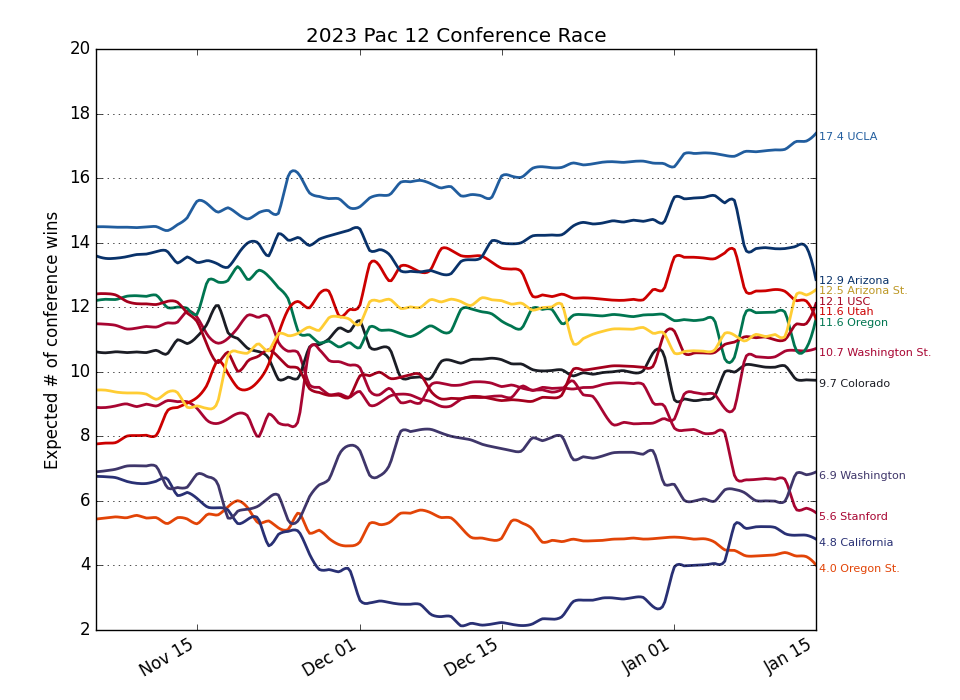 2023 Pac 12 Conference Race
Expected # of conference wins
20
18
16
14
12
10
8
6
4
2
Nov 15
Dec 01
Dec 15
Jan 01
Jan 15
17.4 UCLA
12.9 Arizona
12.5 Arizona St.
12.1 USC
11.6 Utah
11.6 Oregon
10.7 Washington St.
9.7 Colorado
6.9 Washington
5.6 Stanford
4.8 California
4.0 Oregon St.